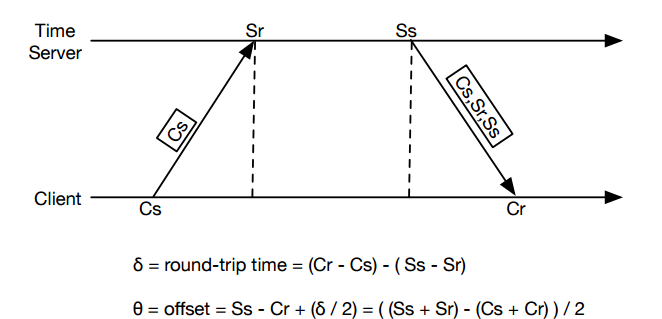 Time
Server
Sr
Ss
Cs
Cs,Sr,Ss
Client
Cs
Cr
δ = round-trip time = (Cr - Cs) - ( Ss - Sr)
θ = offset = Ss - Cr + (δ / 2) = ( (Ss + Sr) - (Cs + Cr) ) / 2